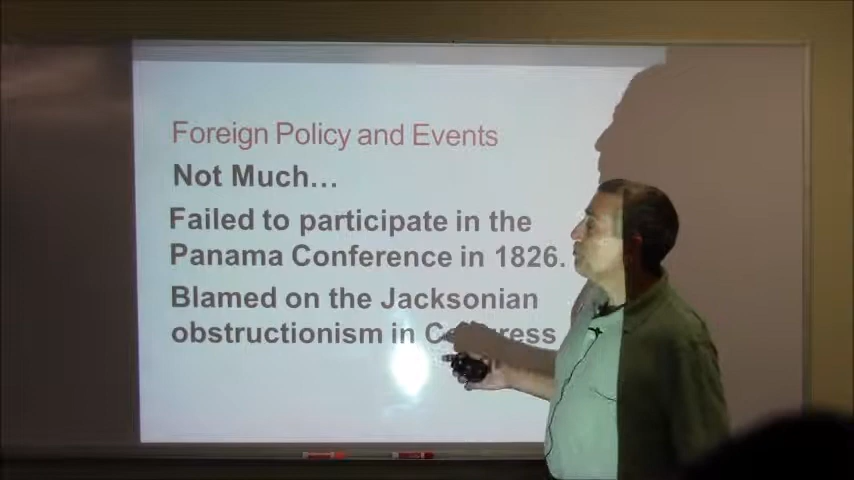 Foreign Policy and Events
Not Much…
Failed to participate in the
Panama Conference in 1826.
Blamed on the Jacksonian
obstructionism in Congress